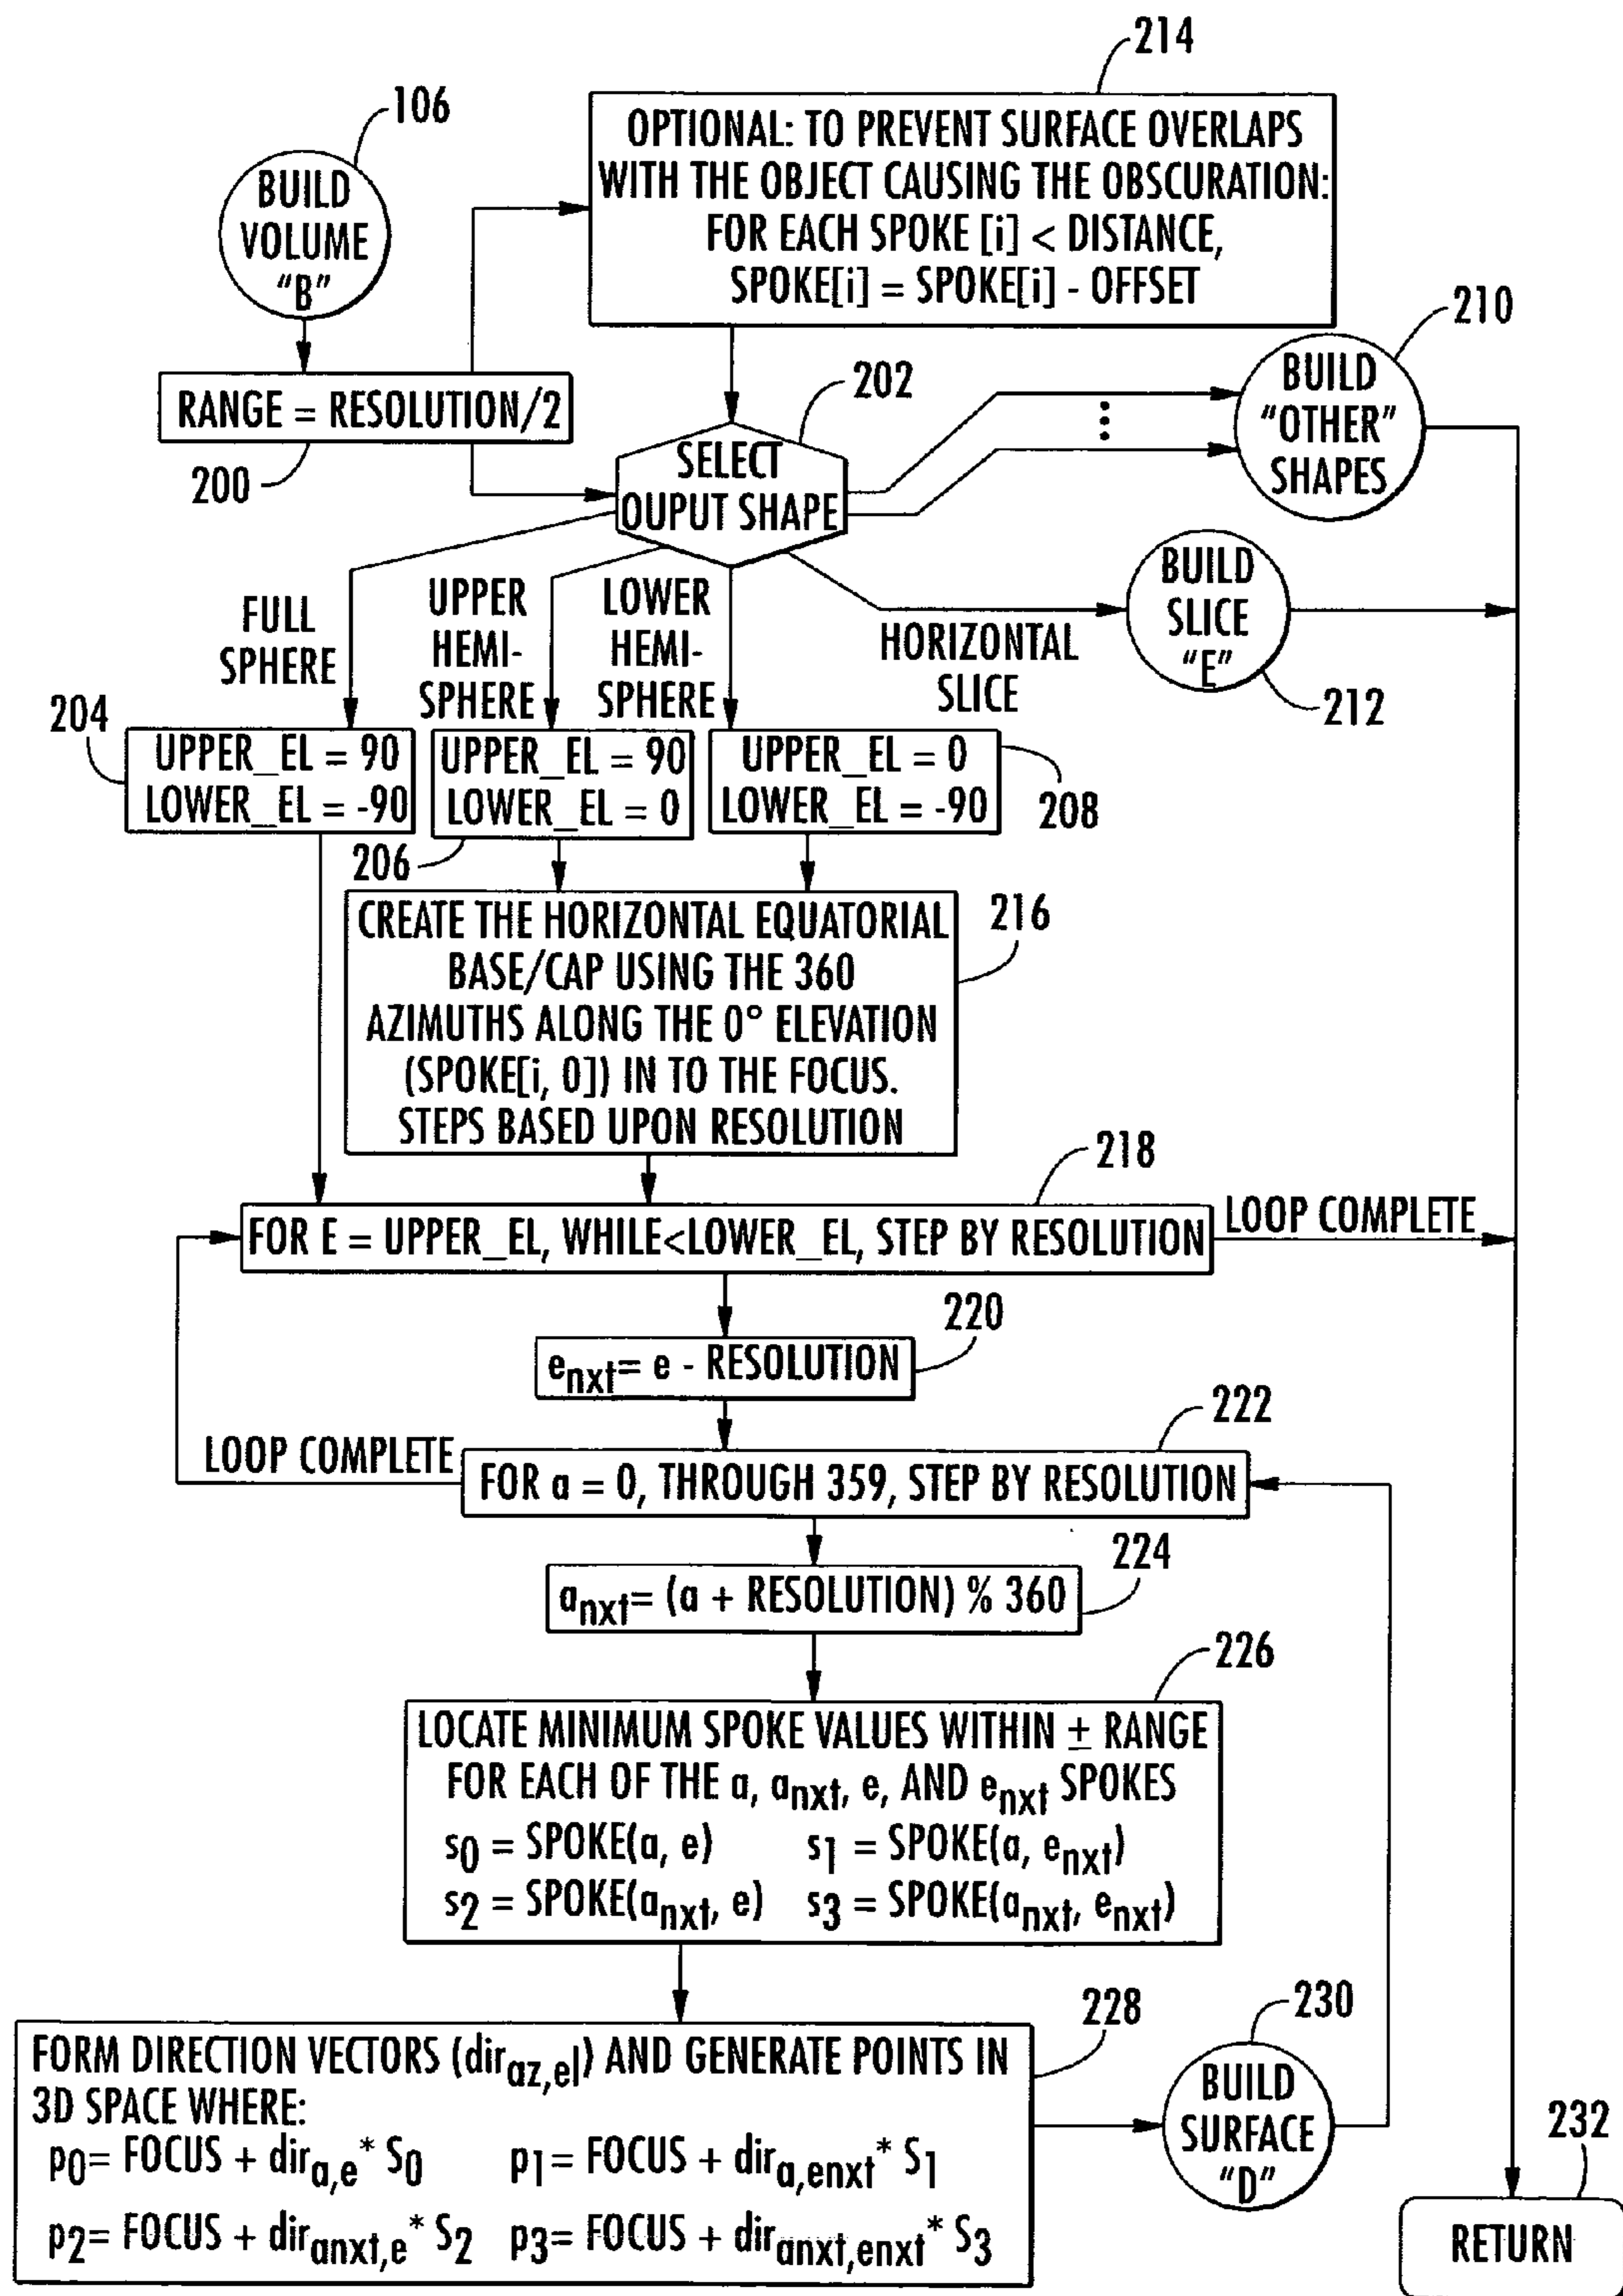 214
106
OPTIONAL: TO PREVENT SURFACE OVERLAPS
WITH THE OBJECT CAUSING THE OBSCURATION:
FOR EACH SPOKE [i] < DISTANCE,
SPOKE[i] = SPOKE[i] - OFFSET
BUILD
VOLUME
"B"
210
RANGE = RESOLUTION/2
200
202
SELECT
OUPUT SHAPE
BUILD
"OTHER"
SHAPES
FULL
SPHERE
UPPER
HEMI-
SPHERE
LOWER
HEMI-
SPHERE
HORIZONTAL
SLICE
BUILD
SLICE
"E"
212
204
UPPER_EL = 90
LOWER_EL = -90
UPPER_EL = 90
LOWER_EL = 0
206
UPPER_EL = 0
LOWER_EL = -90
208
CREATE THE HORIZONTAL EQUATORIAL
BASE/CAP USING THE 360
AZIMUTHS ALONG THE 0° ELEVATION
(SPOKE[i, 0]) IN TO THE FOCUS.
STEPS BASED UPON RESOLUTION
216
218
FOR E = UPPER_EL, WHILE<LOWER_EL, STEP BY RESOLUTION
LOOP COMPLETE
220
enxt= e - RESOLUTION
222
LOOP COMPLETE
FOR a = 0, THROUGH 359, STEP BY RESOLUTION
224
anxt= (a + RESOLUTION) % 360
226
LOCATE MINIMUM SPOKE VALUES WITHIN ± RANGE
FOR EACH OF THE a, anxt, e, AND enxt SPOKES
s0 = SPOKE(a, e) s1 = SPOKE(a, enxt)
s2 = SPOKE(anxt, e) s3 = SPOKE(anxt, enxt)
228
FORM DIRECTION VECTORS (diraz,el) AND GENERATE POINTS IN
3D SPACE WHERE:
p0= FOCUS + dira,e* S0 p1= FOCUS + dira,enxt* S1
p2= FOCUS + diranxt,e* S2 p3= FOCUS + diranxt,enxt* S3
230
BUILD
SURFACE
"D"
232
RETURN